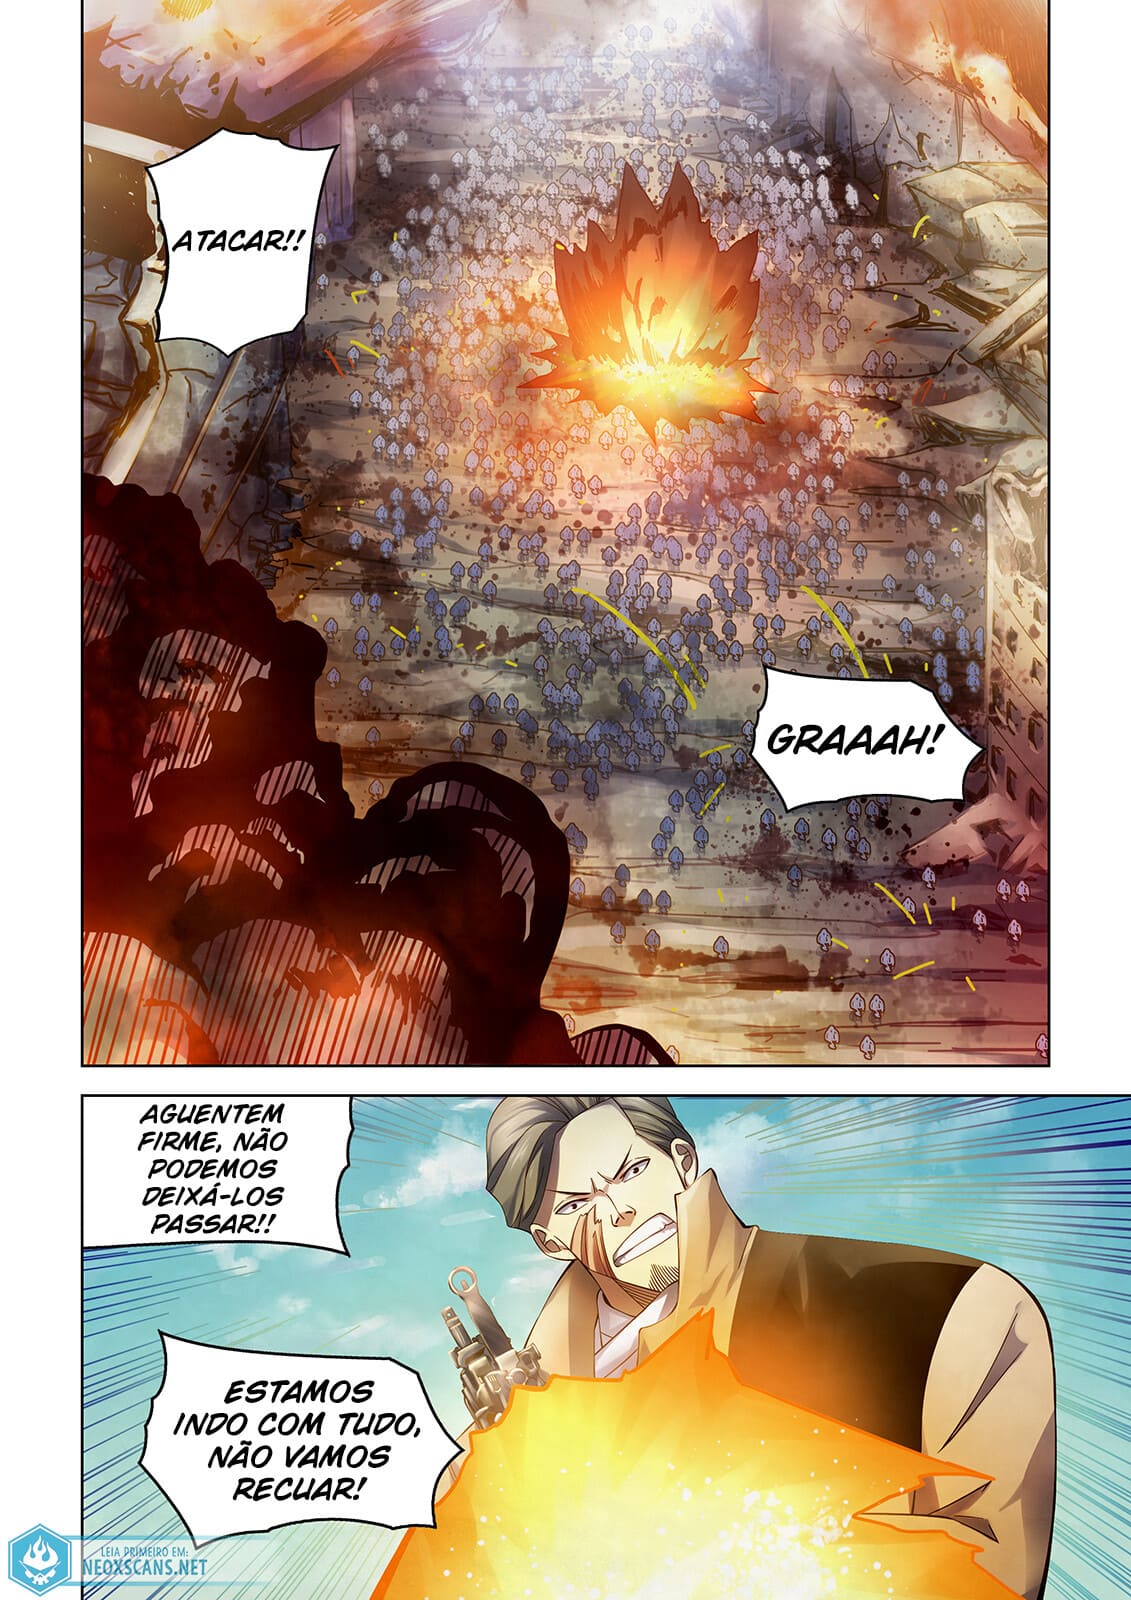 ATACAR!!
GRAAAH!
AGUENTEM
FIRME, NÃO
PODEMOS
DEIXÁ-LOS
PASSAR!!
ESTAMOS
INDO COM TUDO,
NÃO VAMOS
RECUAR!
LEIA PRIMEIRO EM:
NEOXSCANS.NET